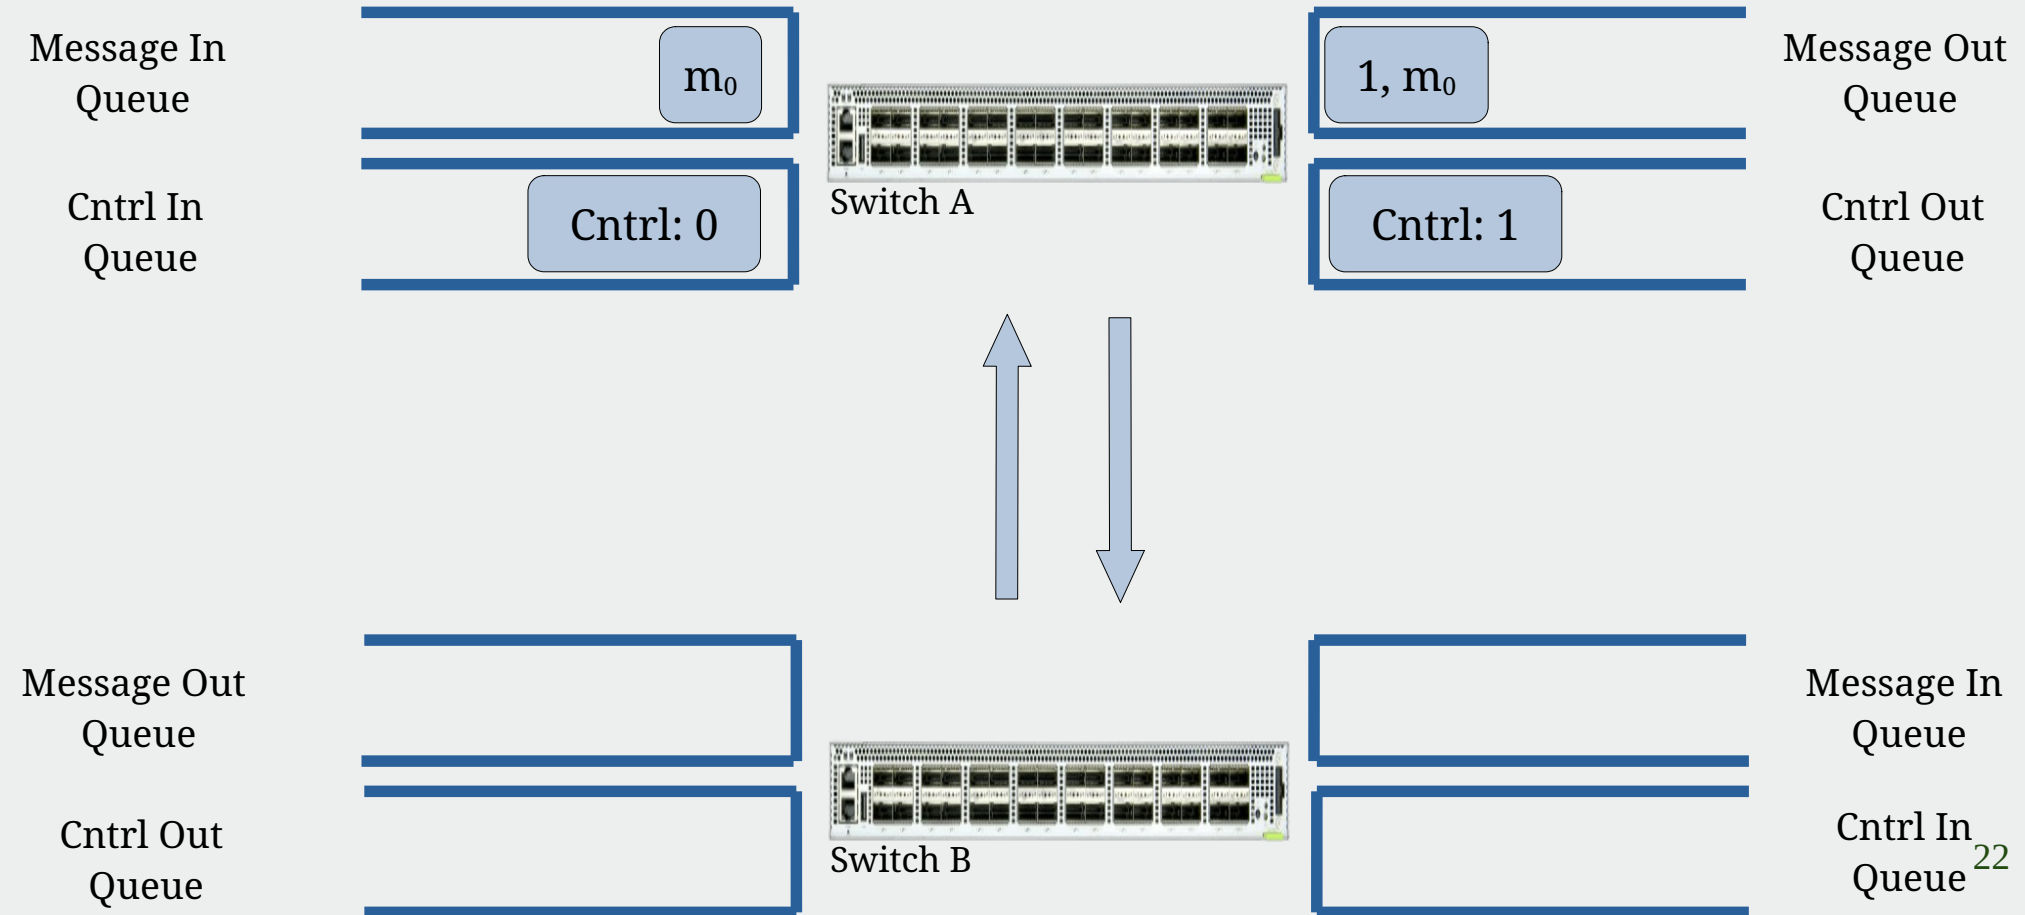 Message In
Queue
m₀
1, m₀
Message Out
Queue
Cntrl In
Queue
Cntrl: 0
Switch A
Cntrl: 1
Cntrl Out
Queue
Message Out
Queue
Message In
Queue
Cntrl Out
Queue
Switch B
Cntrl In
Queue
22